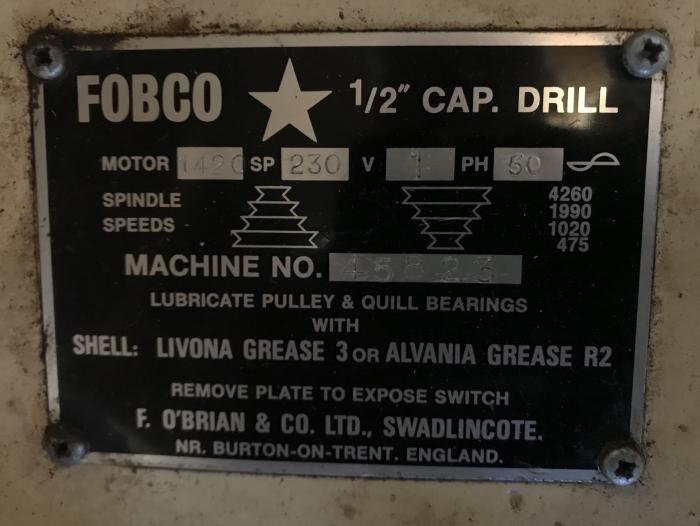 FOBCO 1/2" CAP. DRILL
MOTOR 1420 SP 230 V 1 PH 50
SPINDLE
SPEEDS
4260
1990
1020
475
MACHINE NO. 45823
LUBRICATE PULLEY & QUILL BEARINGS
WITH
SHELL: LIVONA GREASE 3 OR ALVANIA GREASE R2
REMOVE PLATE TO EXPOSE SWITCH
F. O'BRIAN & CO. LTD., SWADLINCOTE.
NR. BURTON-ON-TRENT. ENGLAND.